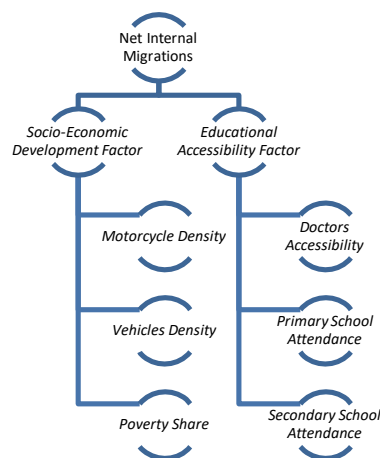 Net Internal
Migrations
Socio-Economic
Development Factor
Educational
Accessibility Factor
Motorcycle Density
Doctors
Accessibility
Vehicles Density
Primary School
Attendance
Poverty Share
Secondary School
Attendance